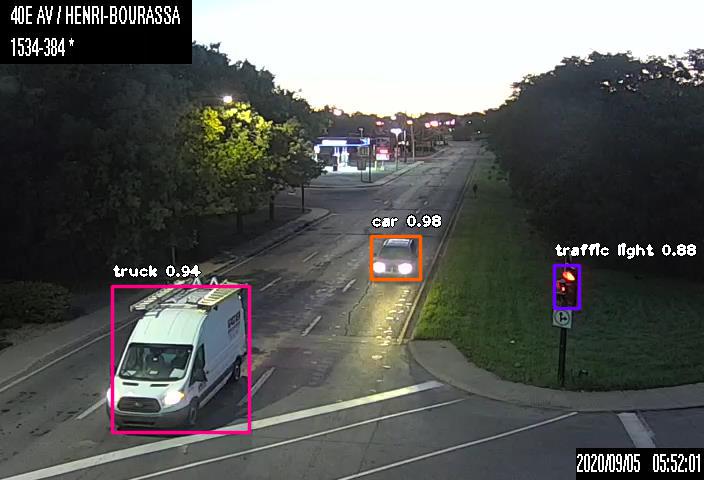 40E AV / HENRI-BOURASSA
1534-384 *
car 0.98
traffic light 0.88
truck 0.94
2020/09/05 05:52:01